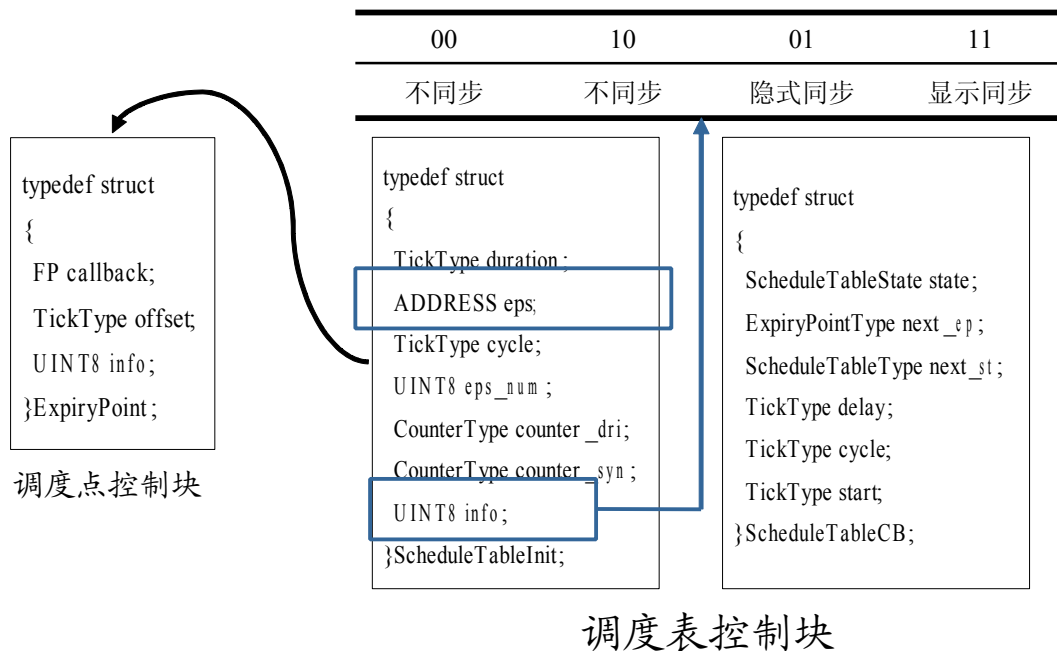 00 10 01 11
不同步 不同步 隐式同步 显示同步
typedef struct
{
FP callback;
TickType offset;
UINT8 info;
}ExpiryPoint;
调度点控制块
typedef struct
{
TickType duration;
ADDRESS eps;
TickType cycle;
UINT8 eps_num;
CounterType counter_dri;
CounterType counter_syn;
UINT8 info;
}ScheduleTableInit;
typedef struct
{
ScheduleTableState state;
ExpiryPointType next_ep;
ScheduleTableType next_st;
TickType delay;
TickType cycle;
TickType start;
}ScheduleTableCB;
调度表控制块